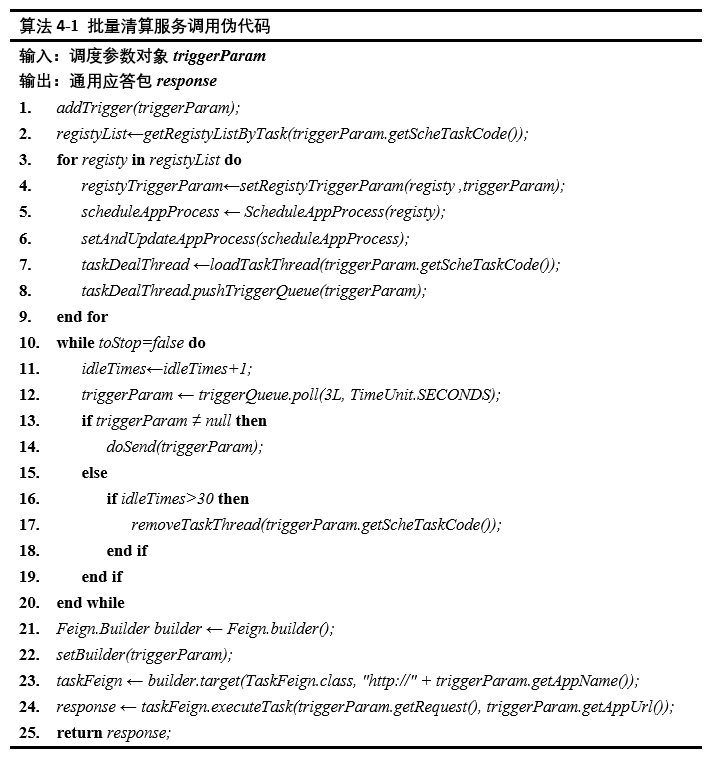 算法 4-1 批量清算服务调用伪代码
输入：调度参数对象 triggerParam
输出：通用应答包 response
1. addTrigger(triggerParam);
2. registyList←getRegistyListByTask(triggerParam.getScheTaskCode());
3. for registy in registyList do
4. registyTriggerParam←setRegistyTriggerParam(registy ,triggerParam);
5. scheduleAppProcess ← ScheduleAppProcess(registy);
6. setAndUpdateAppProcess(scheduleAppProcess);
7. taskDealThread ←loadTaskThread(triggerParam.getScheTaskCode());
8. taskDealThread.pushTriggerQueue(triggerParam);
9. end for
10. while toStop=false do
11. idleTimes←idleTimes+1;
12. triggerParam ← triggerQueue.poll(3L, TimeUnit.SECONDS);
13. if triggerParam ≠ null then
14. doSend(triggerParam);
15. else
16. if idleTimes>30 then
17. removeTaskThread(triggerParam.getScheTaskCode());
18. end if
19. end if
20. end while
21. Feign.Builder builder ← Feign.builder();
22. setBuilder(triggerParam);
23. taskFeign ← builder.target(TaskFeign.class, "http://" + triggerParam.getAppName());
24. response ← taskFeign.executeTask(triggerParam.getRequest(), triggerParam.getAppUrl());
25. return response;